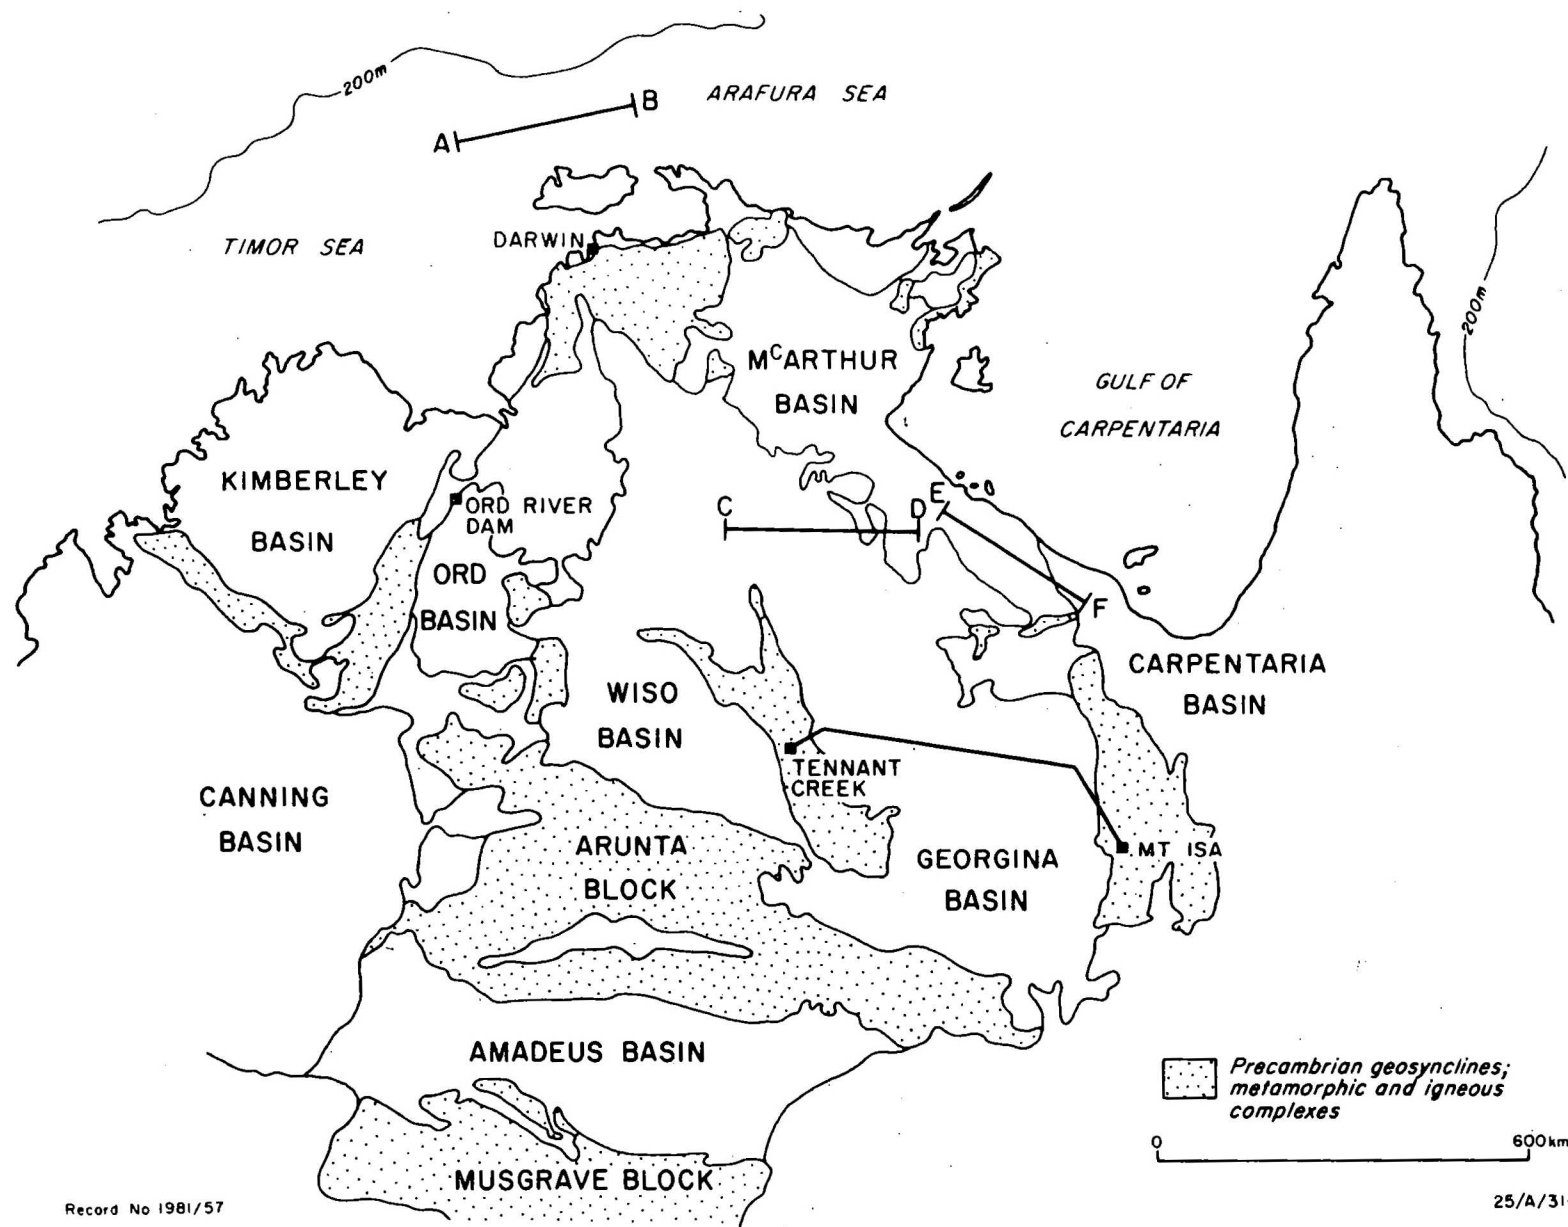 200m
ARAFURA SEA
B
A
TIMOR SEA
DARWIN
200m
McARTHUR
BASIN
GULF OF
CARPENTARIA
KIMBERLEY
BASIN
ORD RIVER
DAM
C
D
E
F
ORD
BASIN
CARPENTARIA
BASIN
WISO
BASIN
TENNANT
CREEK
CANNING
BASIN
ARUNTA
BLOCK
GEORGINA
BASIN
MT ISA
AMADEUS BASIN
Precambrian geosynclines;
metamorphic and igneous
complexes
0
600km
MUSGRAVE BLOCK
Record No 1981/57
25/A/31